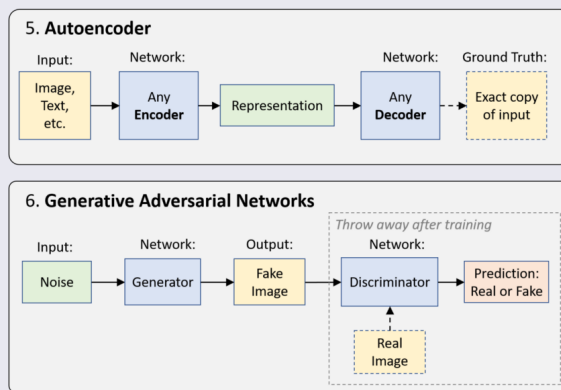 5. Autoencoder
Input:
Network:
Network:
Ground Truth:
Image,
Text,
etc.
Any
Encoder
Representation
Any
Decoder
Exact copy
of input
6. Generative Adversarial Networks
Throw away after training
Input:
Network:
Output:
Network:
Noise
Generator
Fake
Image
Discriminator
Prediction:
Real or Fake
Real
Image